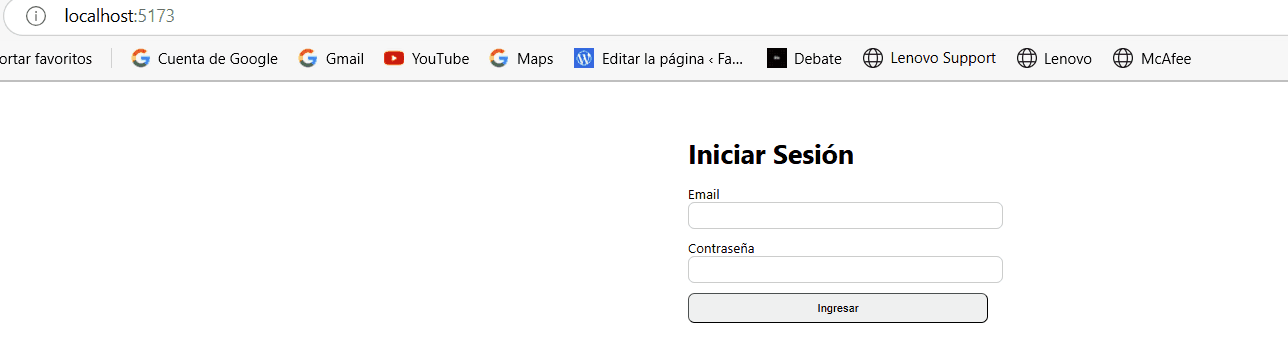 localhost:5173
ortar favoritos Cuenta de Google Gmail YouTube Maps Editar la página ‹ Fa... Debate Lenovo Support Lenovo McAfee
Iniciar Sesión
Email
Contraseña
Ingresar